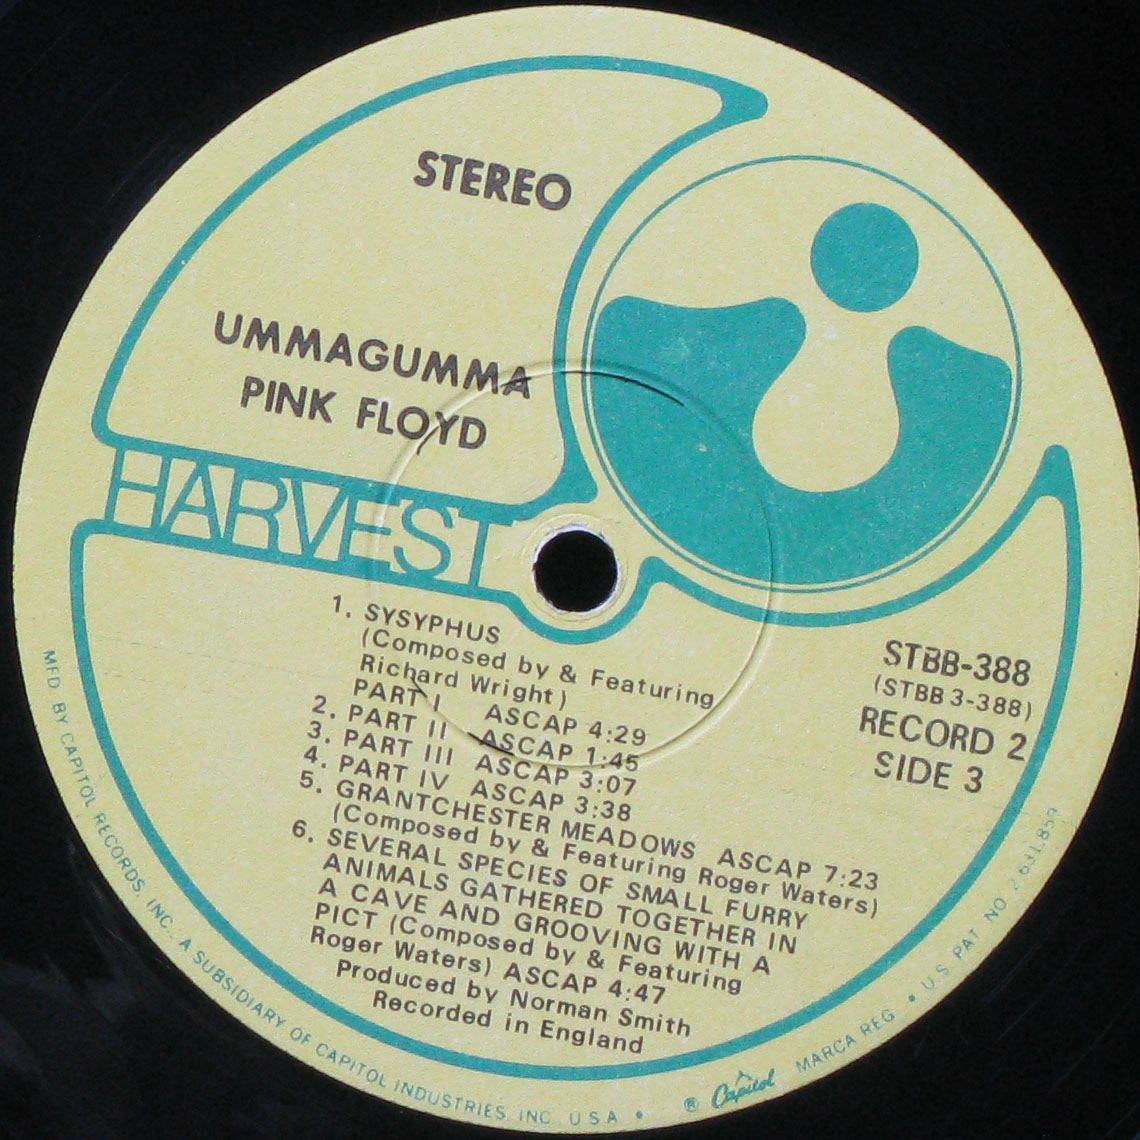 STEREO
UMMAGUMMA
PINK FLOYD
HARVEST
STBB-388
(STBB 3-388)
RECORD 2
SIDE 3
1. SYSYPHUS
(Composed by & Featuring
Richard Wright)
PART I ASCAP 4:29
2. PART II ASCAP 1:45
3. PART III ASCAP 3:07
4. PART IV ASCAP 3:38
5. GRANTCHESTER MEADOWS ASCAP 7:23
(Composed by & Featuring Roger Waters)
6. SEVERAL SPECIES OF SMALL FURRY
ANIMALS GATHERED TOGETHER IN
A CAVE AND GROOVING WITH A
PICT (Composed by & Featuring
Roger Waters) ASCAP 4:47
Produced by Norman Smith
Recorded in England
MFD. BY CAPITOL RECORDS, INC., A SUBSIDIARY OF CAPITOL INDUSTRIES, INC., U.S.A. • ® Capitol MARCA REG. • U.S. PAT. NO. 2,631,859